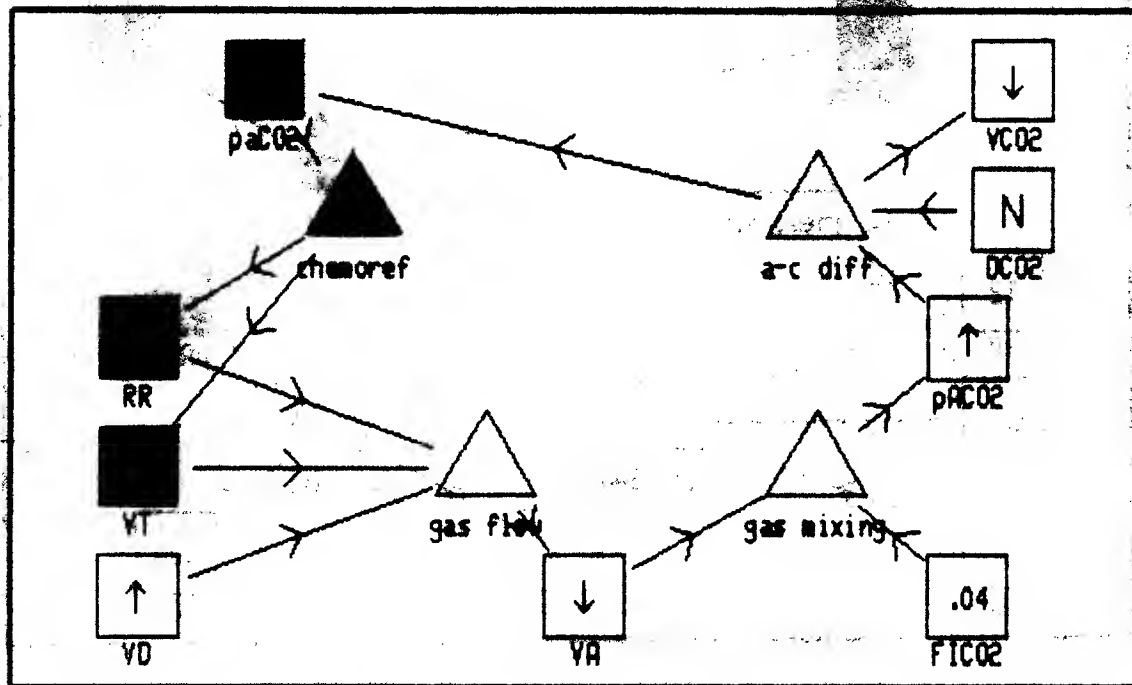 ↓
paCO2
VCO2
N
chemoref
a-c diff
DCO2
↑
RR
pACO2
VT
gas flow
gas mixing
↑
↓
.04
VD
VA
FICO2